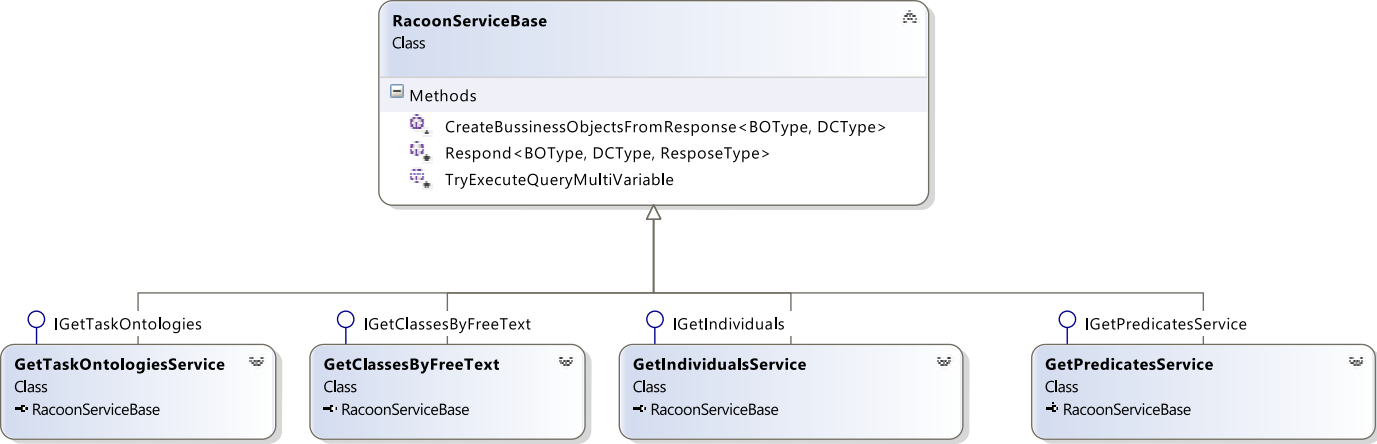 RacoonServiceBase
Class
Methods
CreateBussinessObjectsFromResponse<BOType, DCType>
Respond<BOType, DCType, ResposeType>
TryExecuteQueryMultiVariable
IGetTaskOntologies
IGetClassesByFreeText
IGetIndividuals
IGetPredicatesService
GetTaskOntologiesService
Class
RacoonServiceBase
GetClassesByFreeText
Class
RacoonServiceBase
GetIndividualsService
Class
RacoonServiceBase
GetPredicatesService
Class
RacoonServiceBase